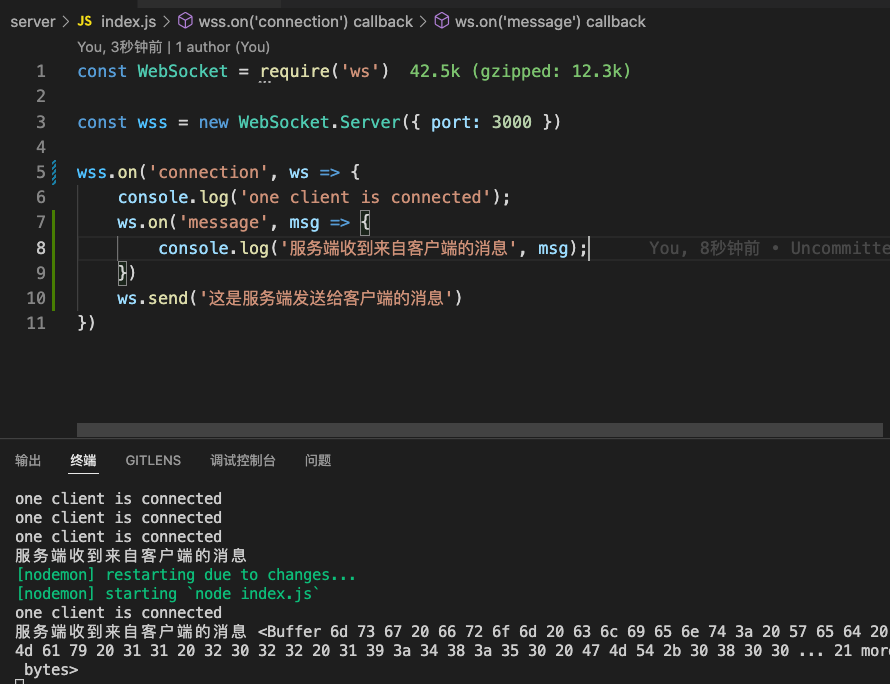 server > JS index.js > wss.on('connection') callback > ws.on('message') callback
You, 3秒钟前 | 1 author (You)
1 const WebSocket = require('ws') 42.5k (gzipped: 12.3k)
2
3 const wss = new WebSocket.Server({ port: 3000 })
4
5 wss.on('connection', ws => {
6 console.log('one client is connected');
7 ws.on('message', msg => {
8 console.log('服务端收到来自客户端的消息', msg); You, 8秒钟前 • Uncommitte
9 })
10 ws.send('这是服务端发送给客户端的消息')
11 })
输出 终端 GITLENS 调试控制台 问题
one client is connected
one client is connected
one client is connected
服务端收到来自客户端的消息
[nodemon] restarting due to changes...
[nodemon] starting `node index.js`
one client is connected
服务端收到来自客户端的消息 <Buffer 6d 73 67 20 66 72 6f 6d 20 63 6c 69 65 6e 74 3a 20 57 65 64 20
4d 61 79 20 31 31 20 32 30 32 32 20 31 39 3a 34 38 3a 35 30 20 47 4d 54 2b 30 38 30 30 ... 21 more
bytes>